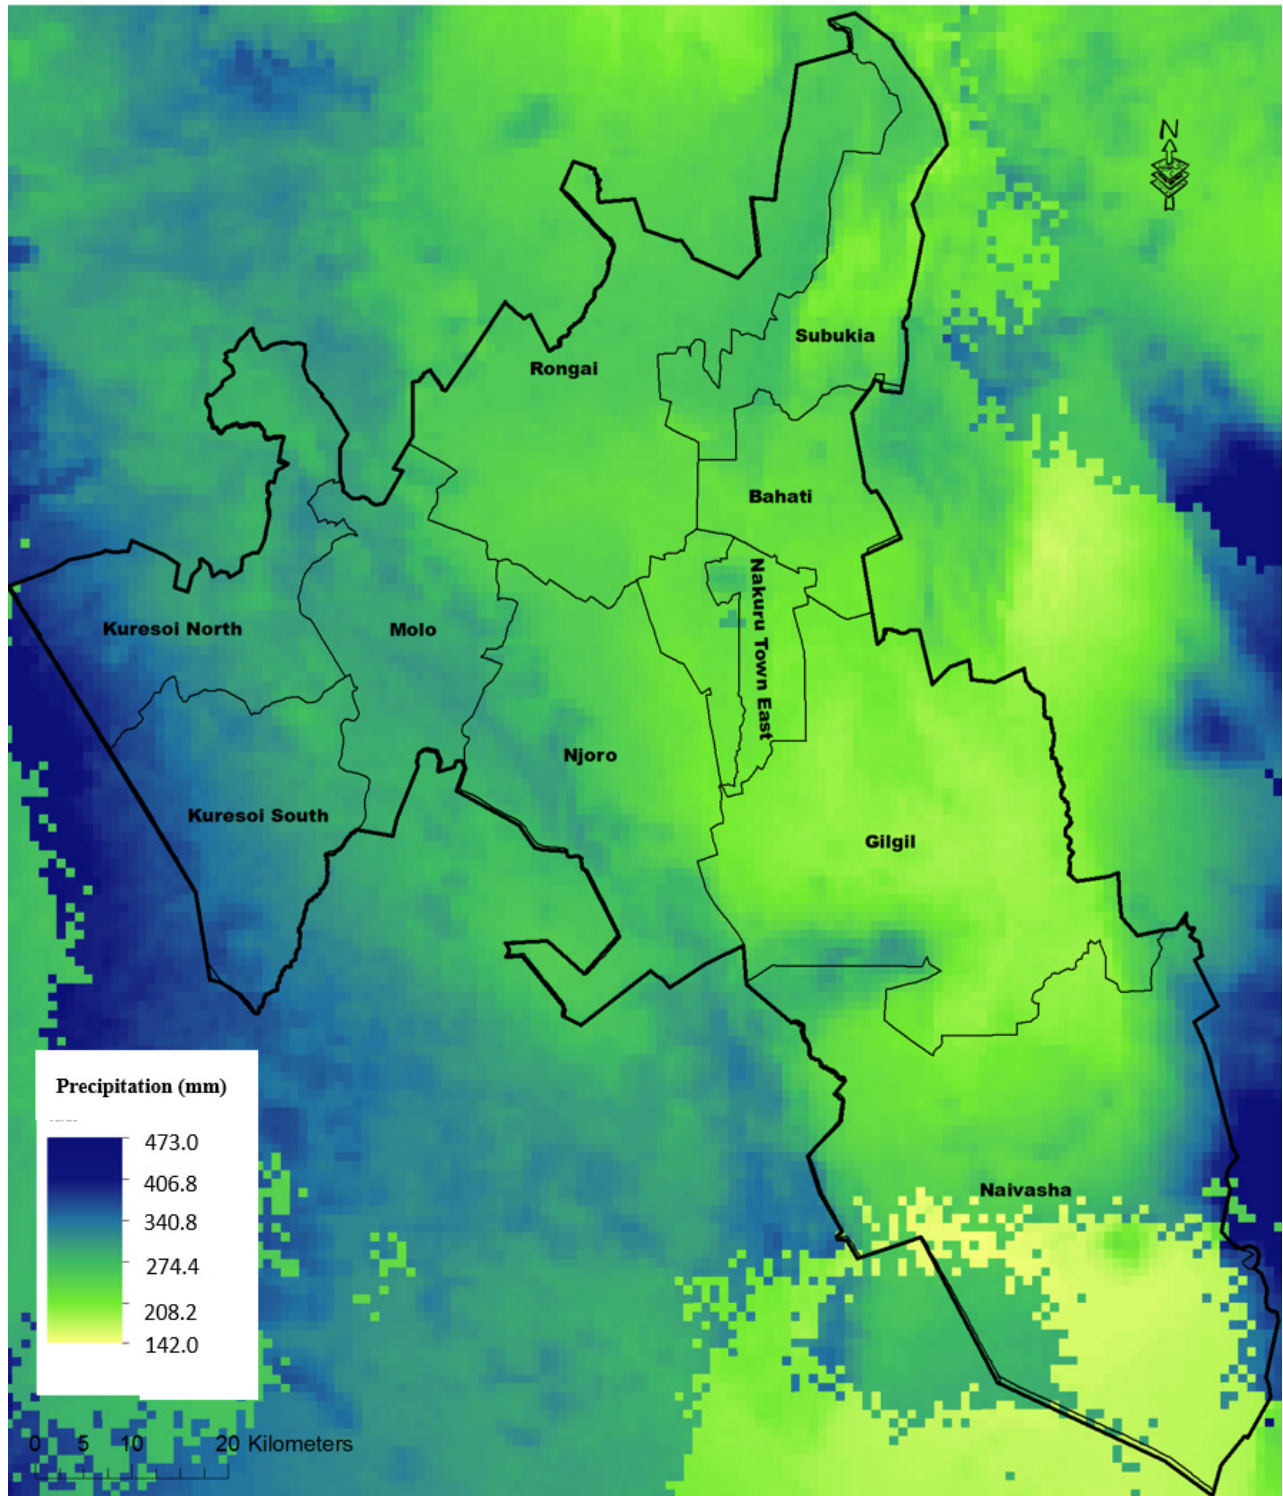 N
Subukia
Rongai
Bahati
Nakuru Town East
Kuresoi North
Molo
Njoro
Kuresoi South
Gilgil
Naivasha
Precipitation (mm)
473.0
406.8
340.8
274.4
208.2
142.0
0 5 10 20 Kilometers